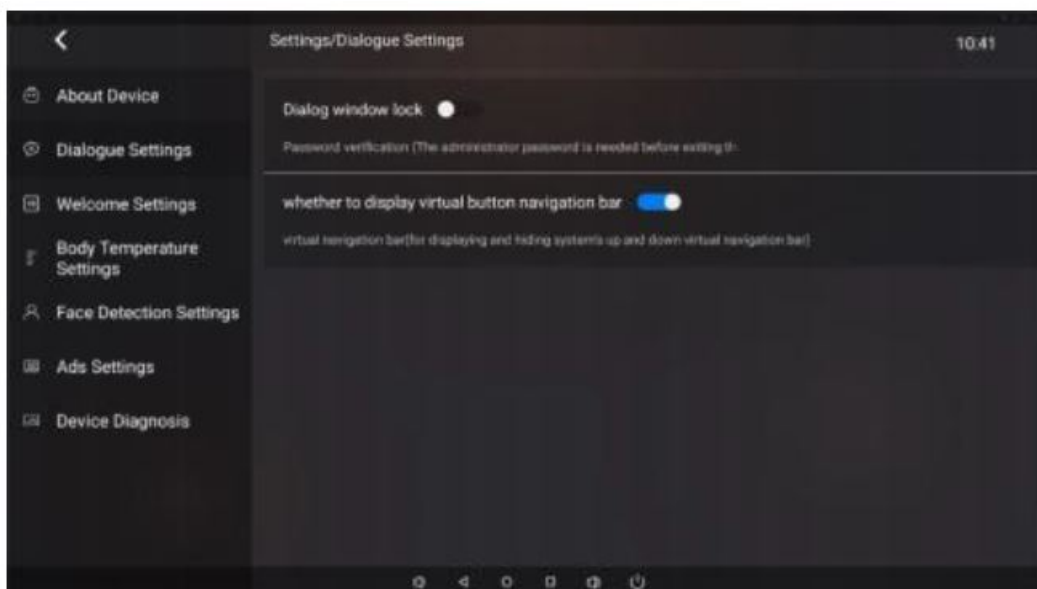 Settings/Dialogue Settings
10:41
About Device
Dialogue Settings
Welcome Settings
Body Temperature
Settings
Face Detection Settings
Ads Settings
Device Diagnosis
Dialog window lock
Password verification (The administrator password is needed before exiting th
whether to display virtual button navigation bar
virtual navigation bar[for displaying and hiding system's up and down virtual navigation bar]